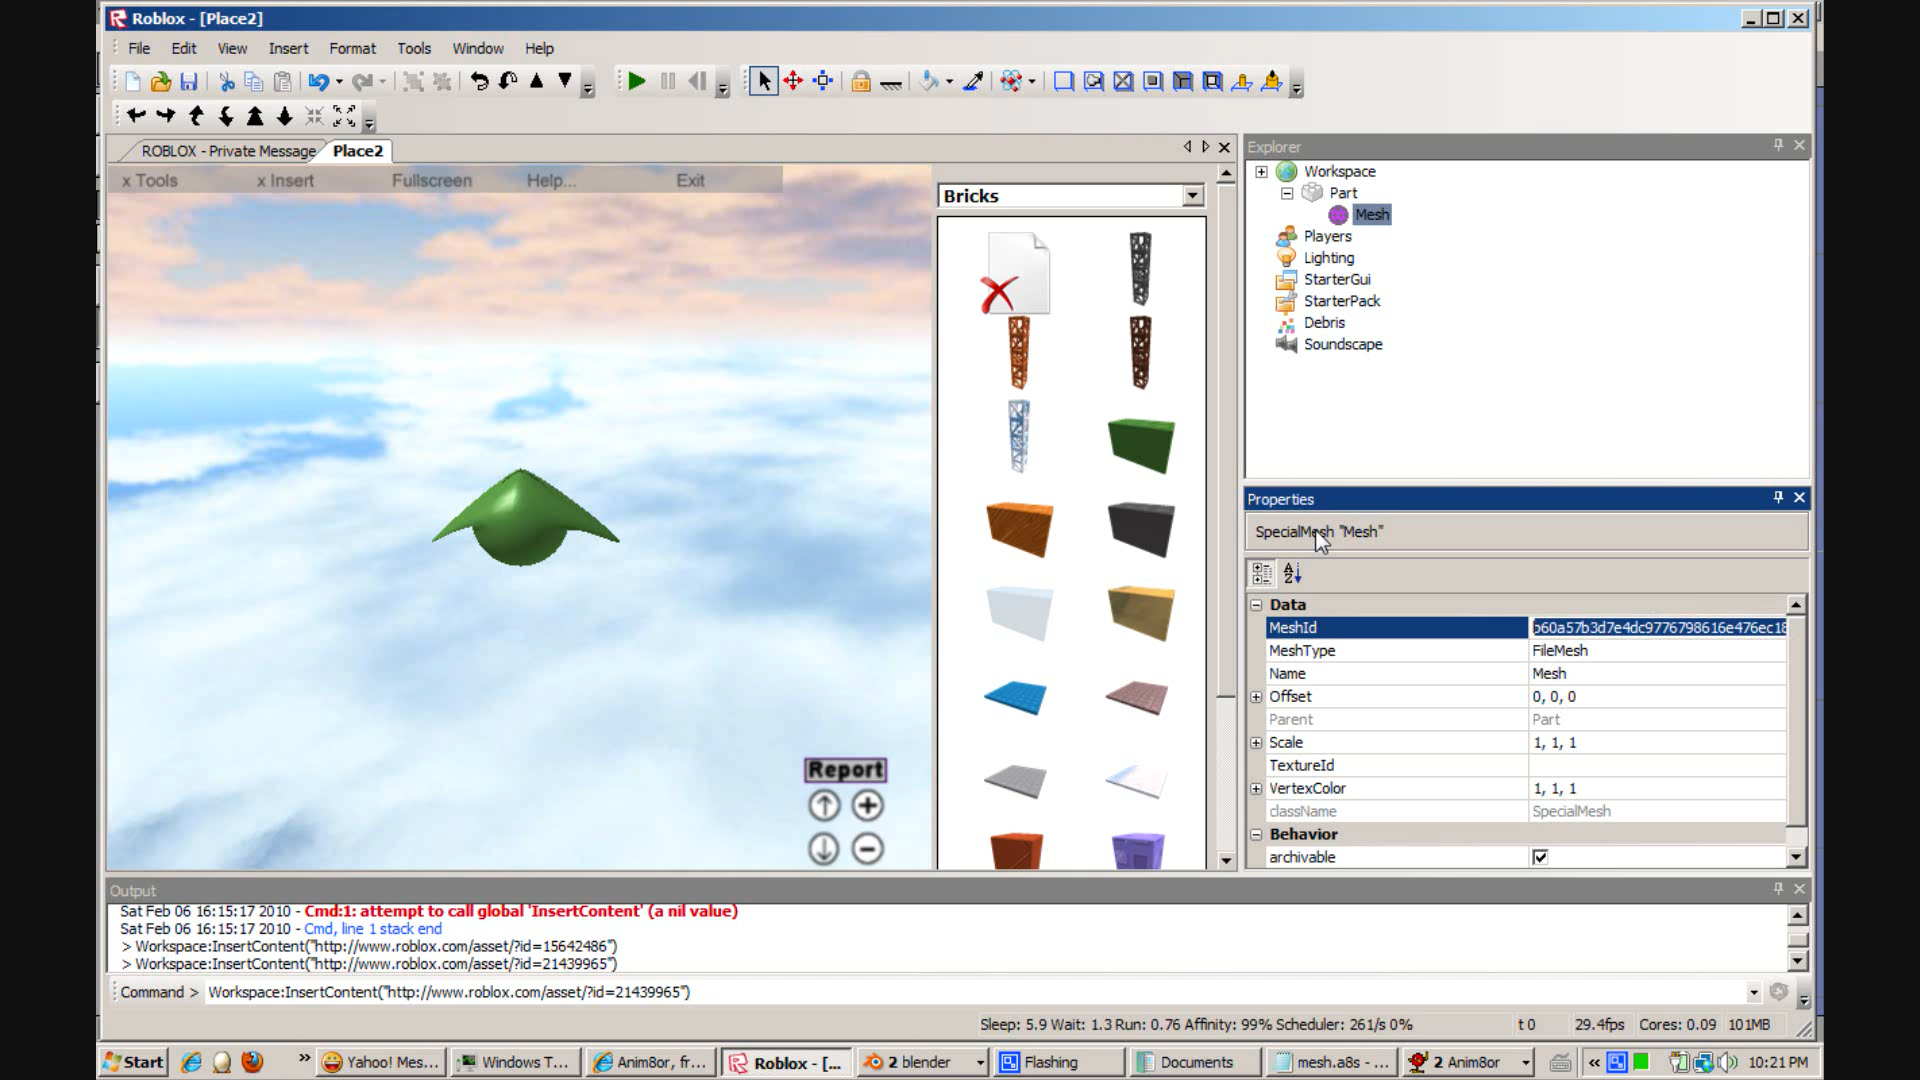 Roblox - [Place2]
File Edit View Insert Format Tools Window Help
ROBLOX - Private Message Place2
x Tools x Insert Fullscreen Help... Exit
Bricks
Report
Explorer
Workspace
Part
Mesh
Players
Lighting
StarterGui
StarterPack
Debris
Soundscape
Properties
SpecialMesh "Mesh"
Data
MeshId b60a57b3d7e4dc9776798616e476ec18
MeshType FileMesh
Name Mesh
Offset 0, 0, 0
Parent Part
Scale 1, 1, 1
TextureId
VertexColor 1, 1, 1
className SpecialMesh
Behavior
archivable
Output
Sat Feb 06 16:15:17 2010 - Cmd:1: attempt to call global 'InsertContent' (a nil value)
Sat Feb 06 16:15:17 2010 - Cmd, line 1 stack end
> Workspace:InsertContent("http://www.roblox.com/asset/?id=15642486")
> Workspace:InsertContent("http://www.roblox.com/asset/?id=21439965")
Command > Workspace:InsertContent("http://www.roblox.com/asset/?id=21439965")
Sleep: 5.9 Wait: 1.3 Run: 0.76 Affinity: 99% Scheduler: 261/s 0% t 0 29.4fps Cores: 0.09 101MB
Start » Yahoo! Mes... Windows T... Anim8or, fr... Roblox - [... 2 blender Flashing Documents mesh.a8s - ... 2 Anim8or « 10:21 PM